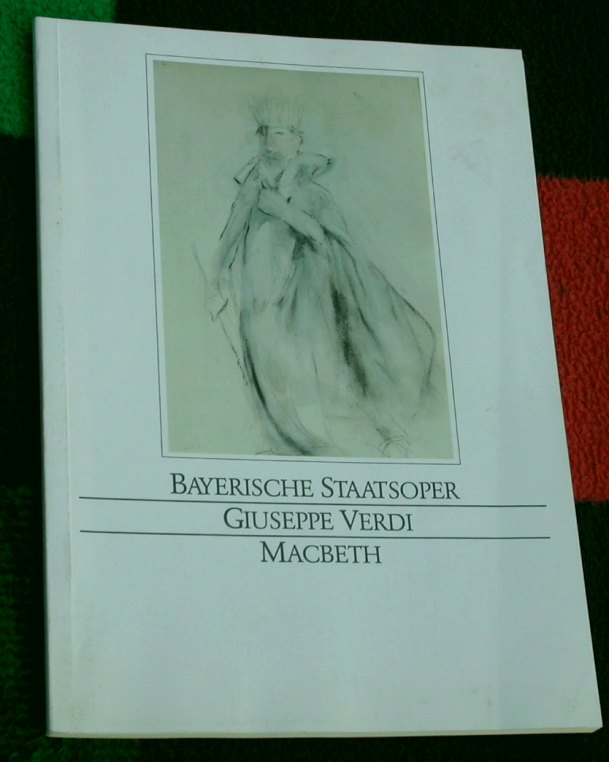 BAYERISCHE STAATSOPER
GIUSEPPE VERDI
MACBETH